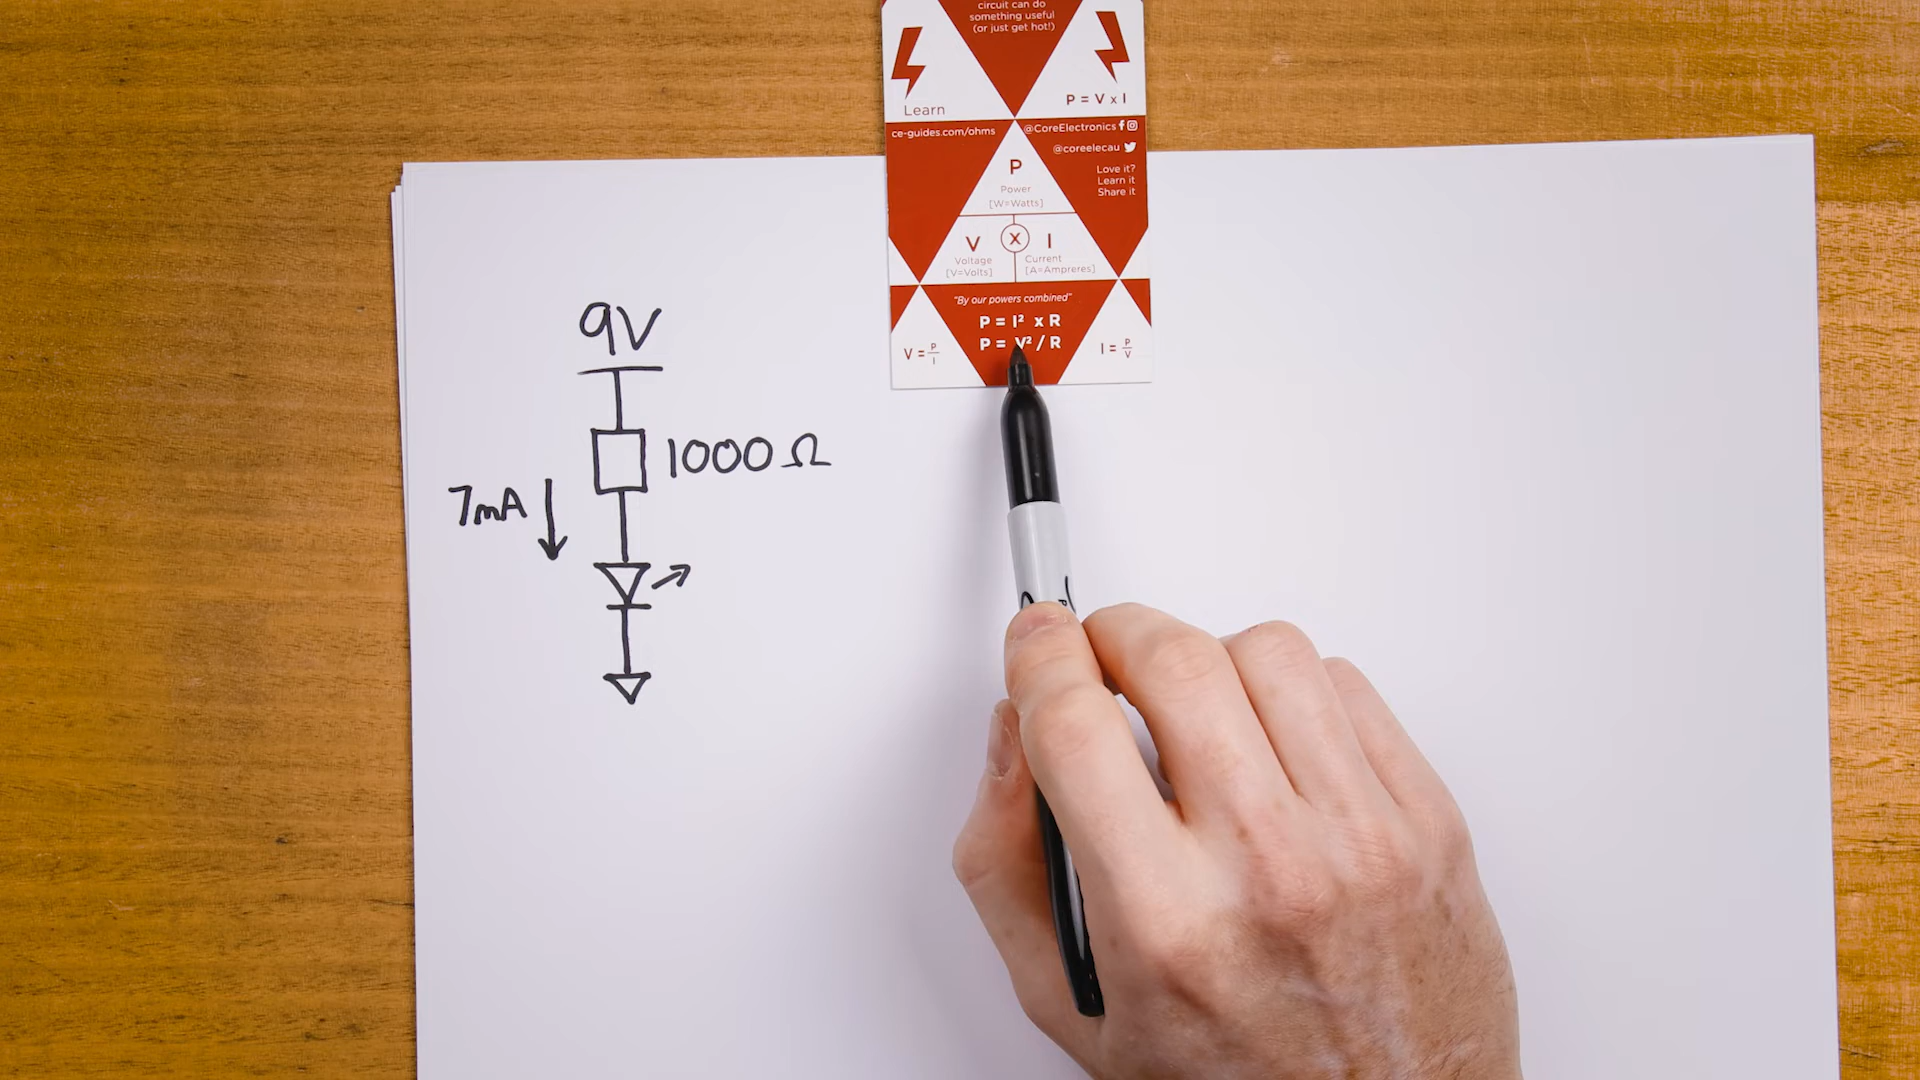 circuit can do
something useful
(or just get hot!)
Learn
P = V x I
ce-guides.com/ohms
@CoreElectronics
@coreelecau
Love it?
Learn it
Share it
P
Power
[W=Watts]
V X I
Voltage
[V=Volts]
Current
[A=Ampreres]
"By our powers combined"
P = I² x R
P = V² / R
V = P/I
I = P/V
9V
1000 Ω
7mA